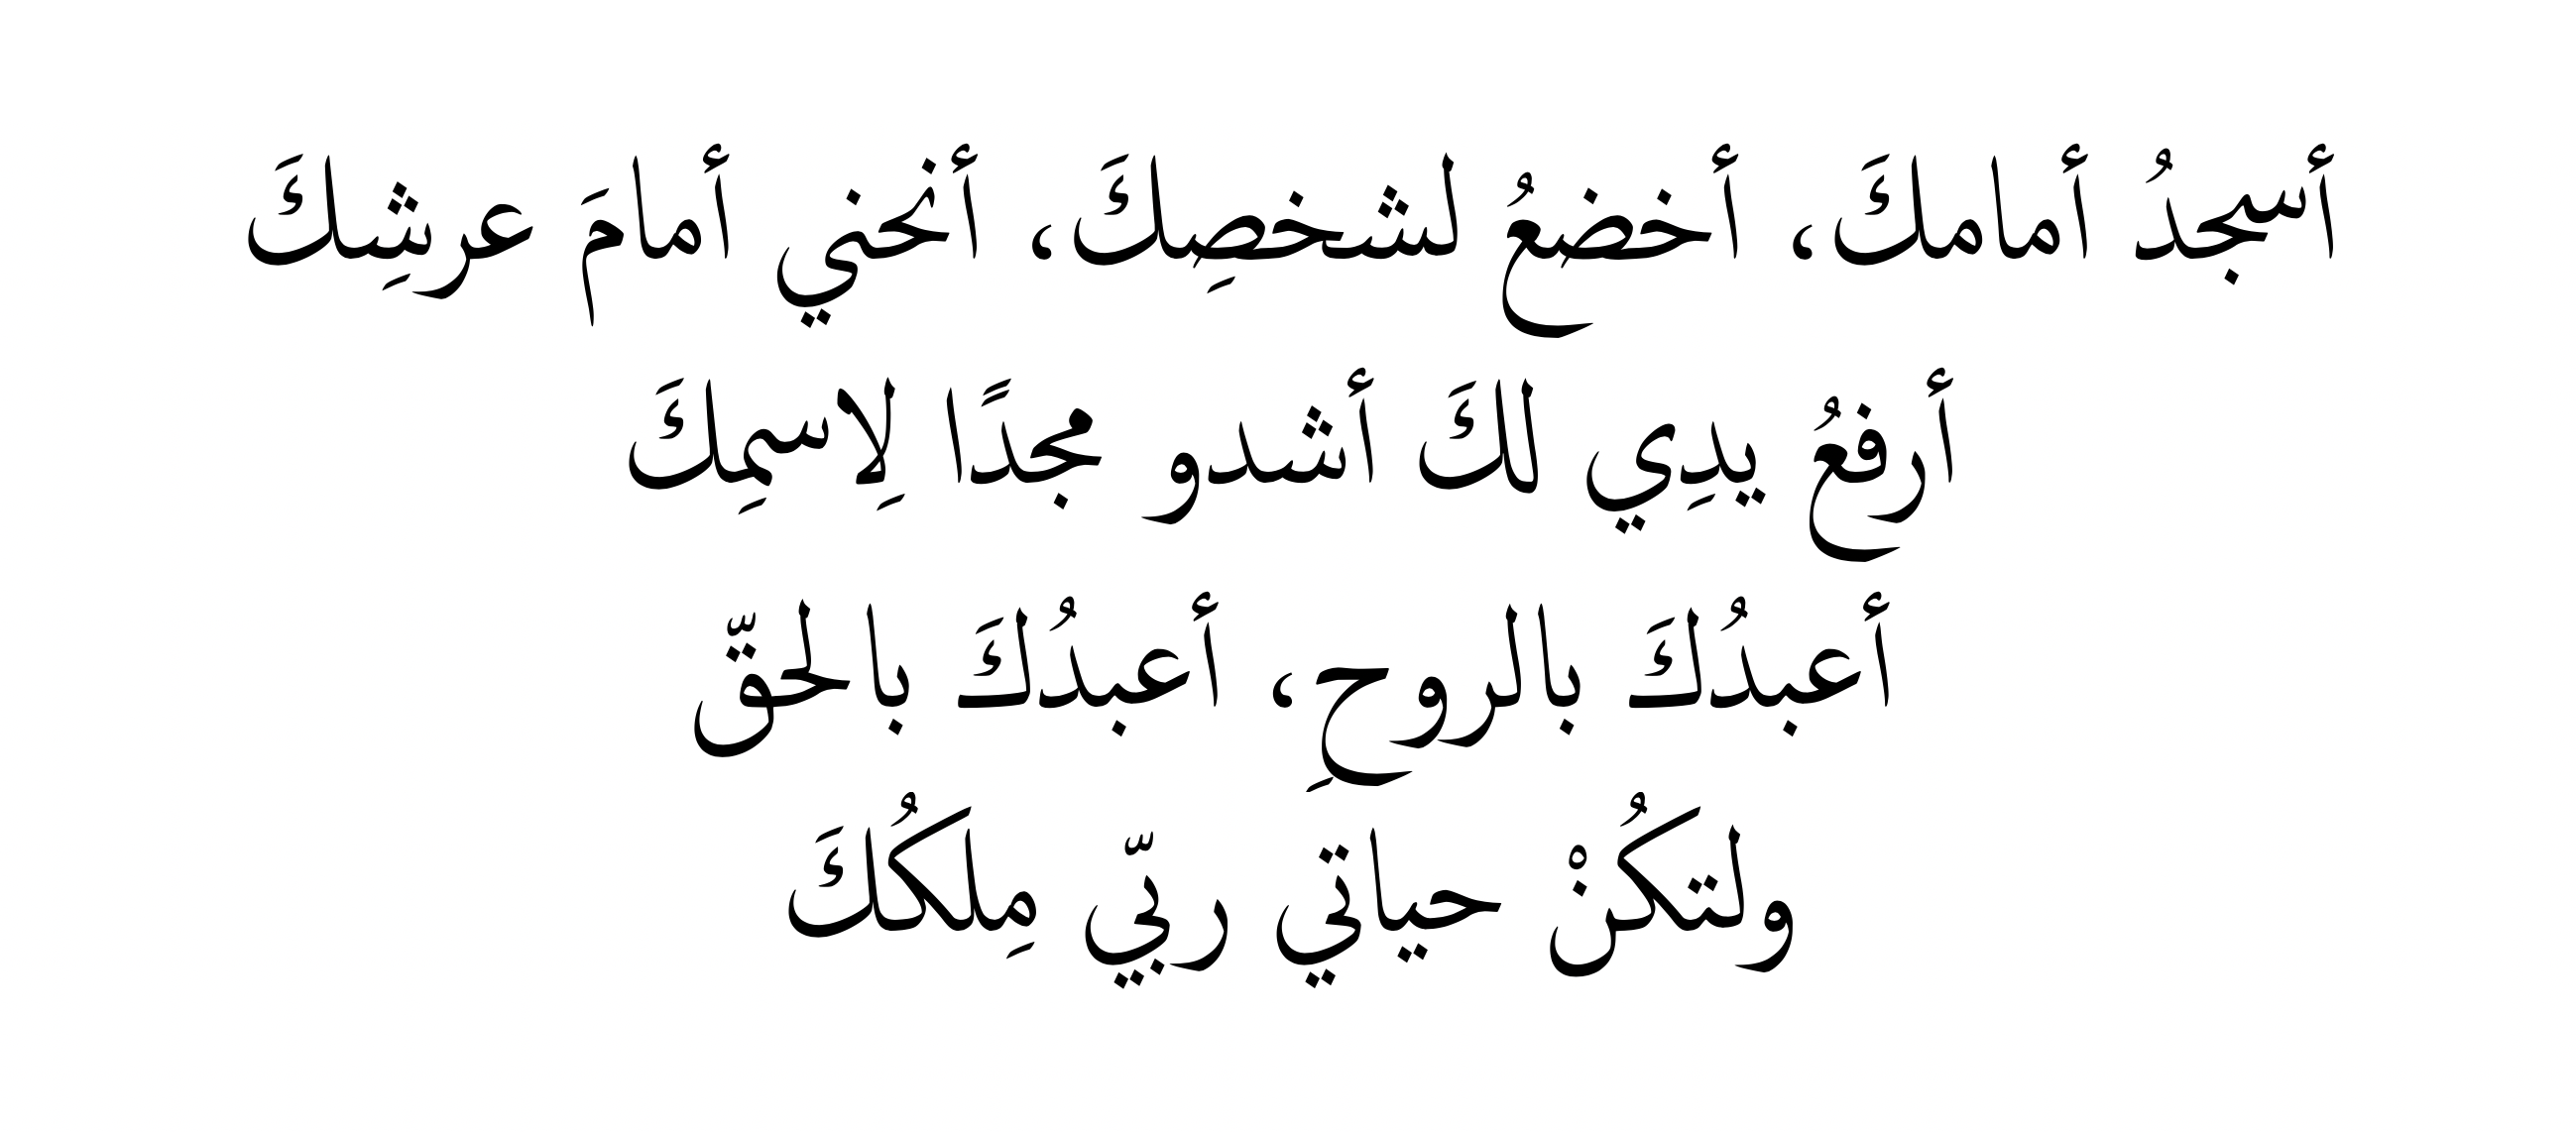 أسجدُ أمامكَ، أخضعُ لشخصِكَ، أنحني أمامَ عرشِكَ
أرفعُ يدِي لكَ أشدو مجدًا لِاسمِكَ
أعبدُكَ بالروحِ، أعبدُكَ بالحقّ
ولتكُنْ حياتي ربّي مِلكُكَ